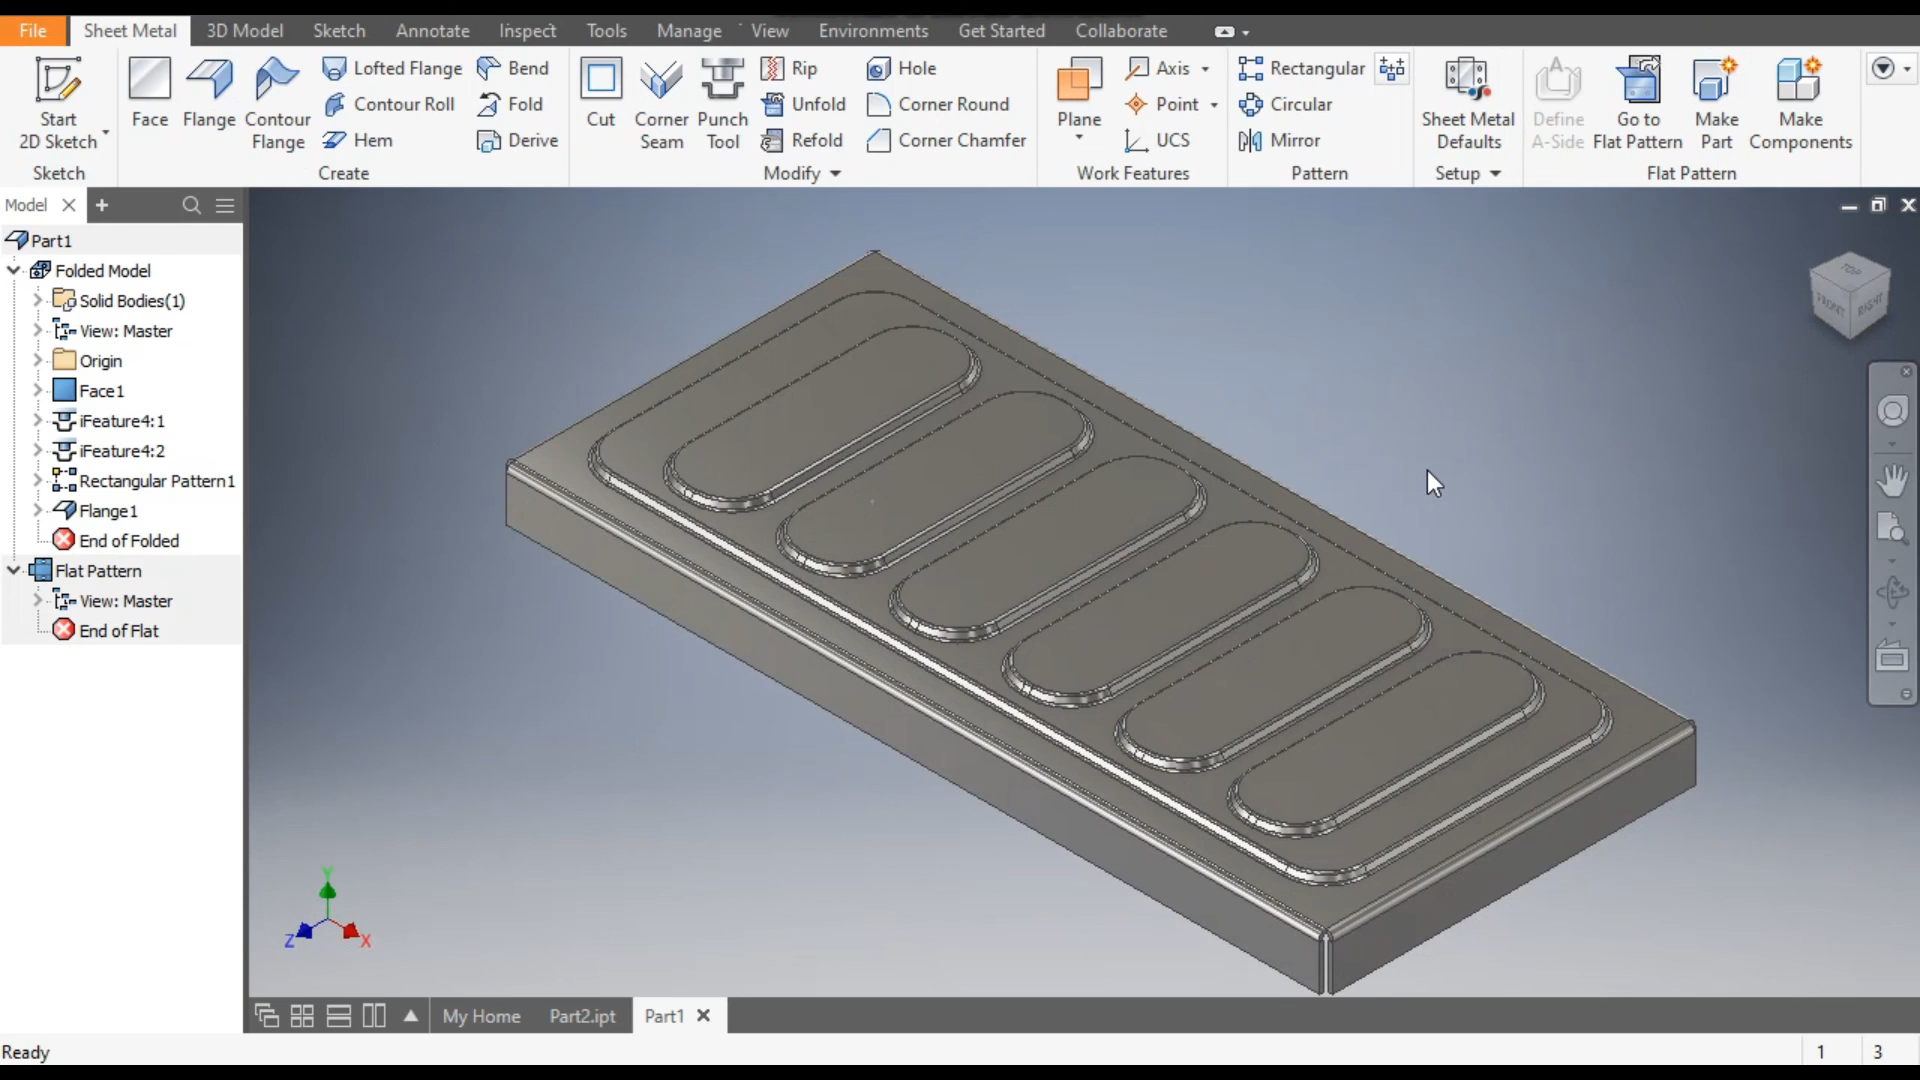 File Sheet Metal 3D Model Sketch Annotate Inspect Tools Manage View Environments Get Started Collaborate
Start 2D Sketch
Sketch
Face
Flange
Contour Flange
Lofted Flange
Contour Roll
Hem
Bend
Fold
Derive
Create
Cut
Corner Seam
Punch Tool
Rip
Unfold
Refold
Hole
Corner Round
Corner Chamfer
Modify
Plane
Axis
Point
UCS
Work Features
Rectangular
Circular
Mirror
Pattern
Sheet Metal Defaults
Setup
Define A-Side
Go to Flat Pattern
Make Part
Make Components
Flat Pattern
Model
Part1
Folded Model
Solid Bodies(1)
View: Master
Origin
Face1
iFeature4:1
iFeature4:2
Rectangular Pattern1
Flange1
End of Folded
Flat Pattern
View: Master
End of Flat
TOP
FRONT
RIGHT
Y
Z
X
My Home Part2.ipt Part1
Ready
1 3